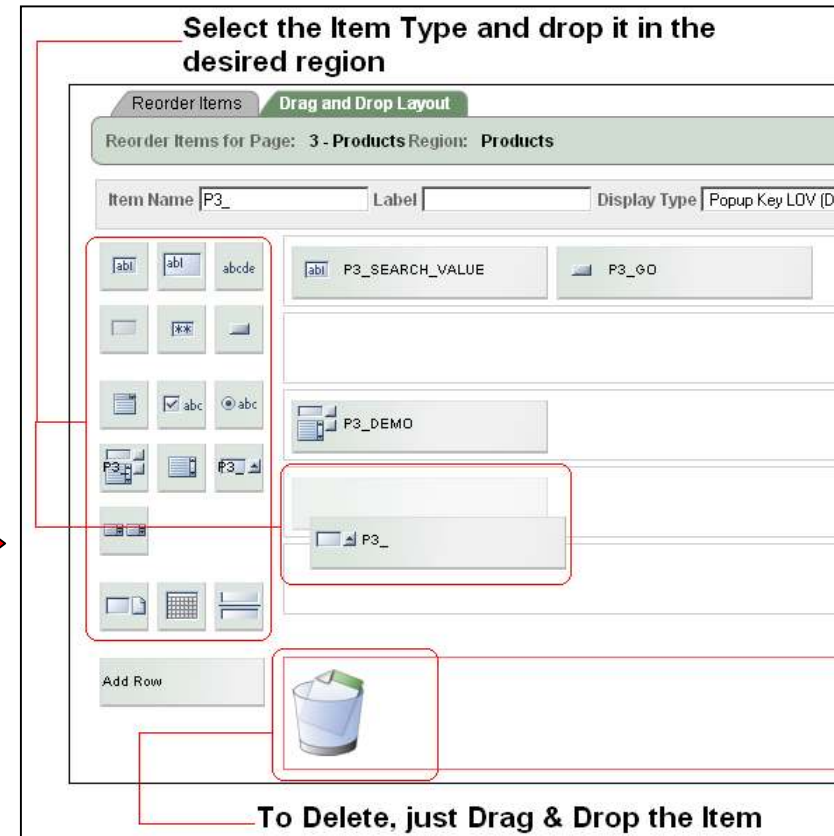 Select the Item Type and drop it in the
desired region
Reorder Items Drag and Drop Layout
Reorder Items for Page: 3 - Products Region: Products
Item Name P3_ Label Display Type Popup Key LOV (D
abl abl abcde
P3_SEARCH_VALUE P3_GO
abl
**
abc abc
P3_DEMO
P3_ P3_
P3_
Add Row
To Delete, just Drag & Drop the Item